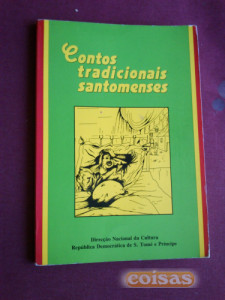 Contos
tradicionais
santomenses
Direcção Nacional da Cultura
República Democrática de S. Tomé e Príncipe
coisas